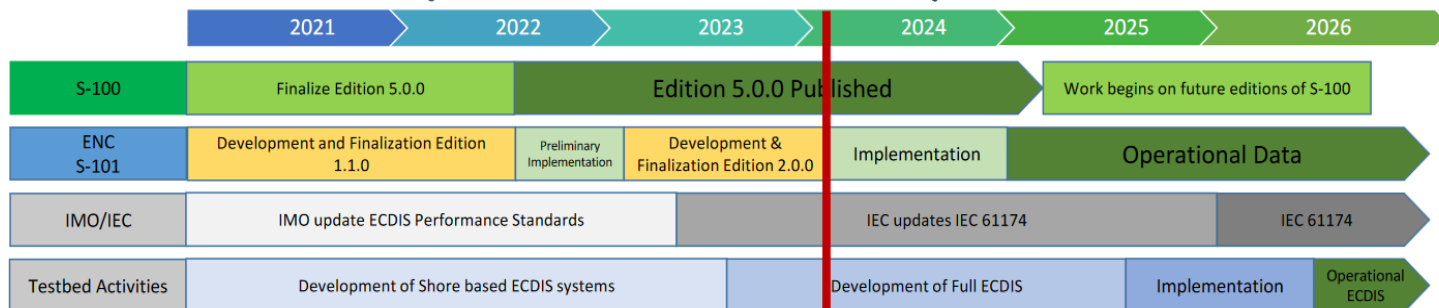 2021 2022 2023 2024 2025 2026
S-100 Finalize Edition 5.0.0 Edition 5.0.0 Published Work begins on future editions of S-100
ENC
S-101
Development and Finalization Edition
1.1.0
Preliminary
Implementation
Development &
Finalization Edition 2.0.0
Implementation
Operational Data
IMO/IEC IMO update ECDIS Performance Standards IEC updates IEC 61174 IEC 61174
Testbed Activities Development of Shore based ECDIS systems Development of Full ECDIS Implementation
Operational
ECDIS